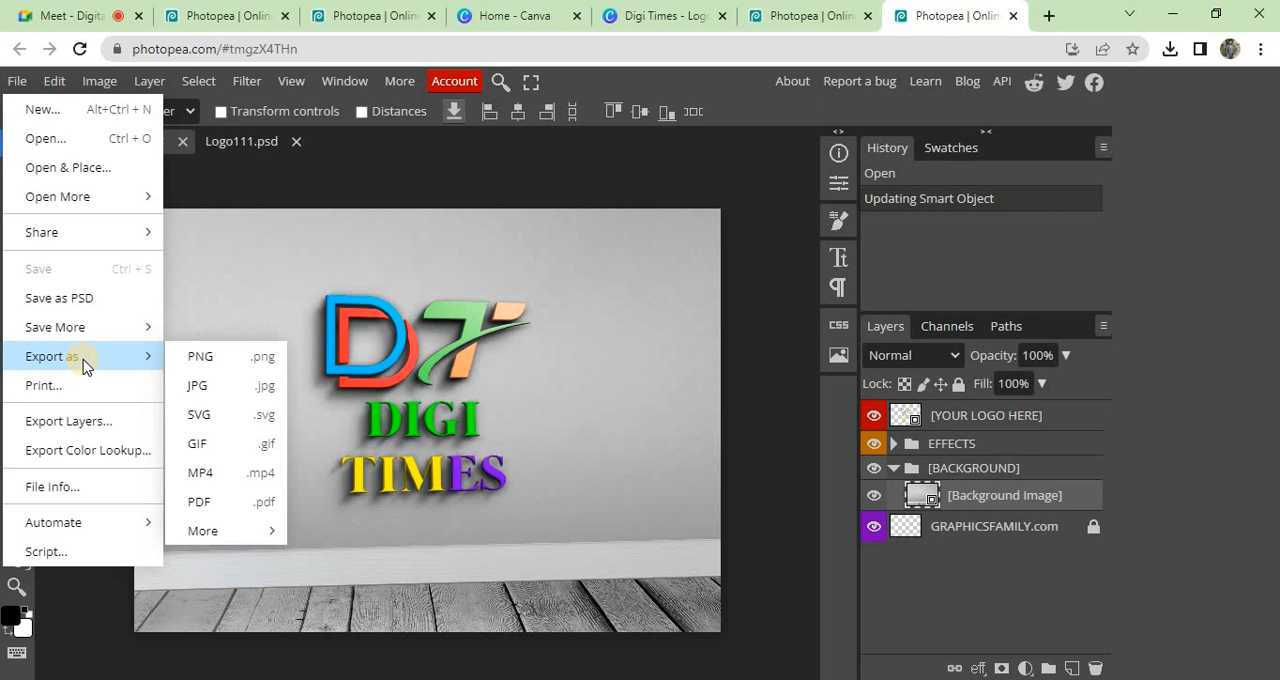 Meet - Digita
Photopea | Onlin
Photopea | Onlin
Home - Canva
Digi Times - Logo
Photopea | Onlin
Photopea | Onlin
photopea.com/#tmgzX4THn
File Edit Image Layer Select Filter View Window More Account
About Report a bug Learn Blog API
Transform controls Distances
Logo111.psd
New... Alt+Ctrl + N
Open... Ctrl + O
Open & Place...
Open More
Share
Save Ctrl + S
Save as PSD
Save More
Export as
Print...
Export Layers...
Export Color Lookup...
File Info...
Automate
Script...
PNG .png
JPG .jpg
SVG .svg
GIF .gif
MP4 .mp4
PDF .pdf
More
DT
DIGI
TIMES
History Swatches
Open
Updating Smart Object
CSS
Layers Channels Paths
Normal Opacity: 100%
Lock: Fill: 100%
[YOUR LOGO HERE]
EFFECTS
[BACKGROUND]
[Background Image]
GRAPHICSFAMILY.com
eff